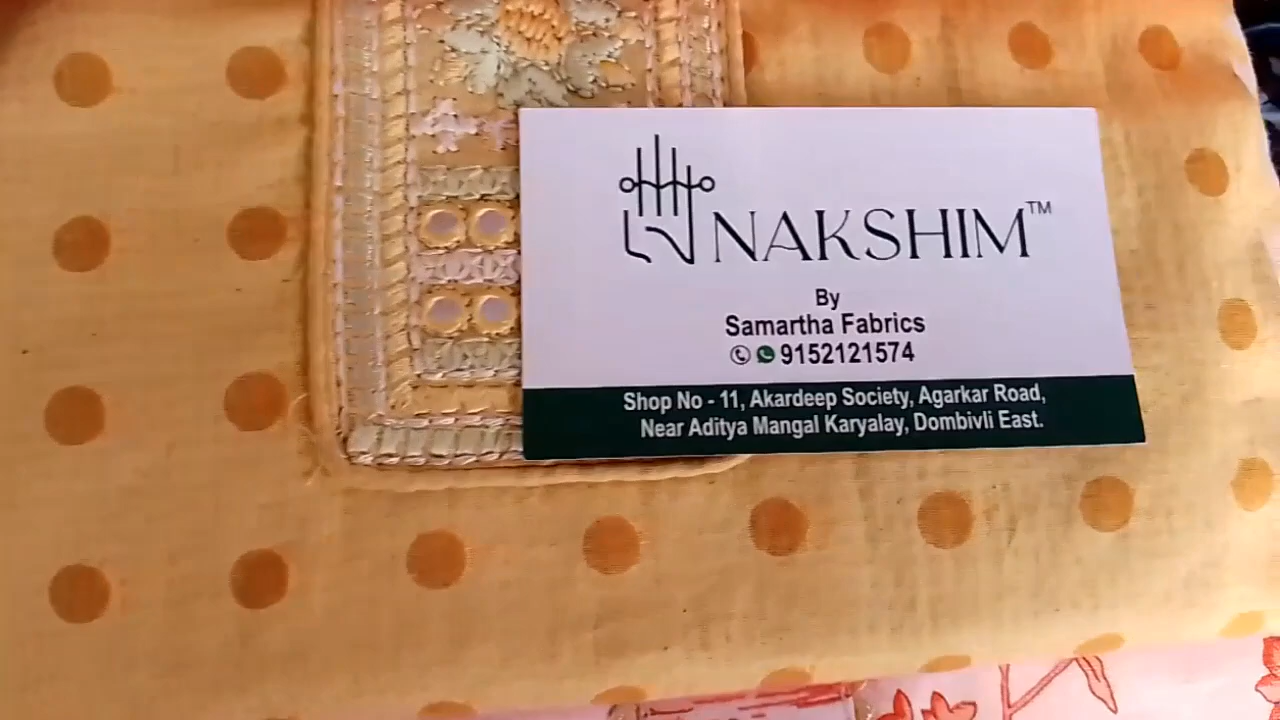 NAKSHIM™
By
Samartha Fabrics
9152121574
Shop No - 11, Akardeep Society, Agarkar Road,
Near Aditya Mangal Karyalay, Dombivli East.